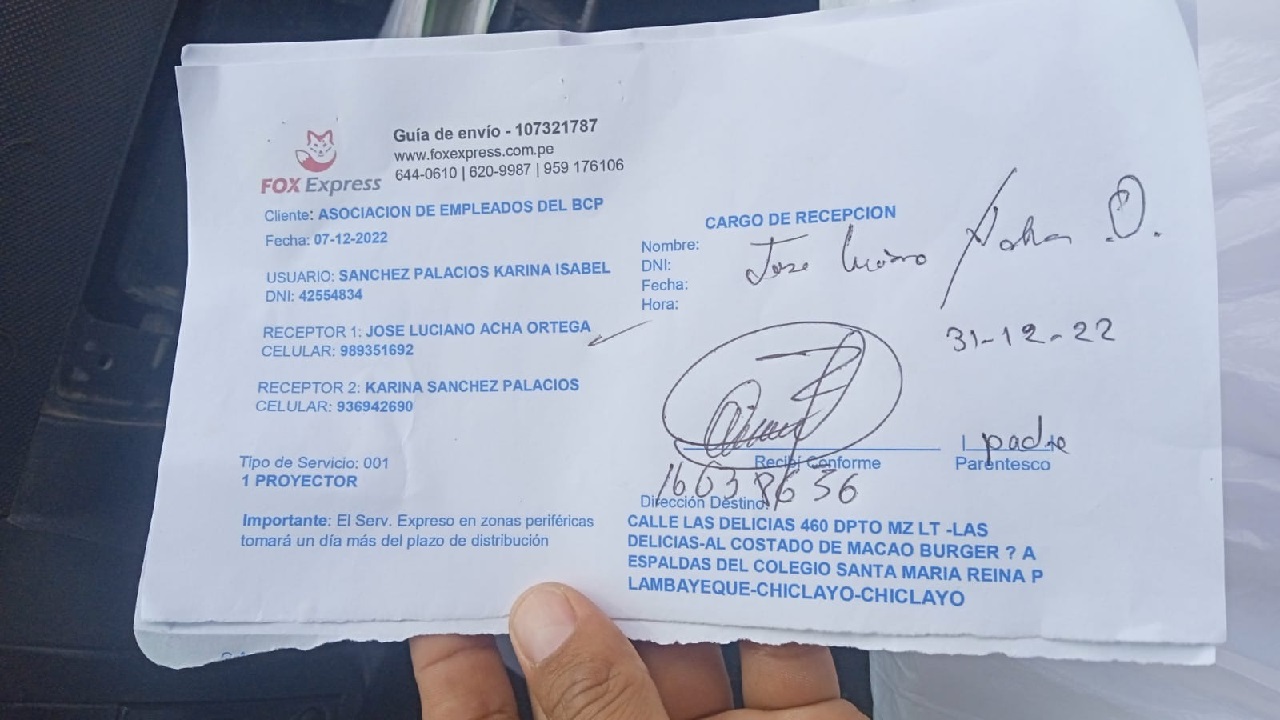 Guía de envío - 107321787
www.foxexpress.com.pe
644-0610 | 620-9987 | 959 176106
FOX Express
Cliente: ASOCIACION DE EMPLEADOS DEL BCP
Fecha: 07-12-2022
USUARIO: SANCHEZ PALACIOS KARINA ISABEL
DNI: 42554834
RECEPTOR 1: JOSE LUCIANO ACHA ORTEGA
CELULAR: 989351692
RECEPTOR 2: KARINA SANCHEZ PALACIOS
CELULAR: 936942690
Tipo de Servicio: 001
1 PROYECTOR
Importante: El Serv. Expreso en zonas periféricas
tomará un día más del plazo de distribución
CARGO DE RECEPCION
Nombre: Jose Luciano Acha O.
DNI:
Fecha:
Hora:
31-12-22
padre
Recibí Conforme
Parentesco
16638636
Dirección Destino:
CALLE LAS DELICIAS 460 DPTO MZ LT -LAS
DELICIAS-AL COSTADO DE MACAO BURGER ? A
ESPALDAS DEL COLEGIO SANTA MARIA REINA P
LAMBAYEQUE-CHICLAYO-CHICLAYO